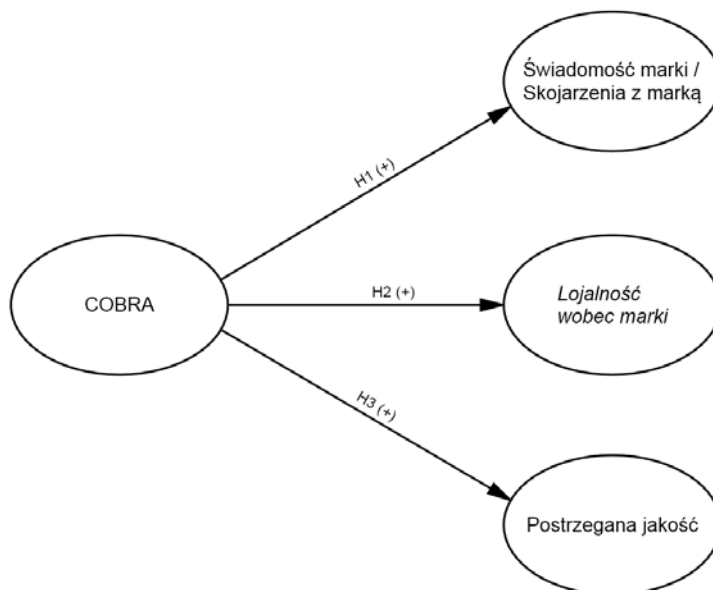 Świadomość marki /
Skojarzenia z marką
H1 (+)
COBRA
H2 (+)
Lojalność
wobec marki
H3 (+)
Postrzegana jakość